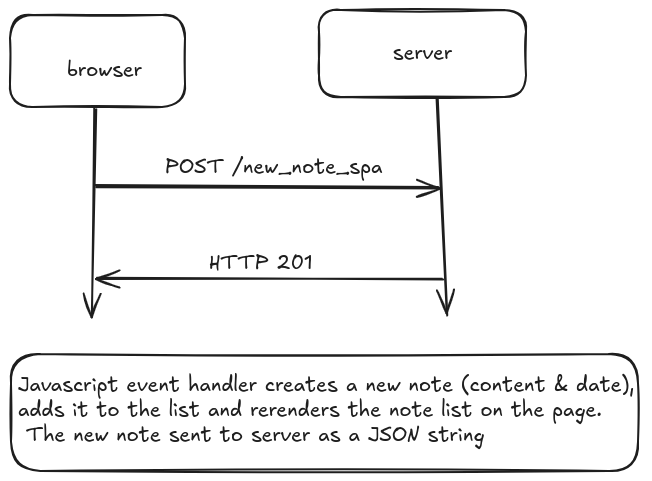 browser
server
POST /new_note_spa
HTTP 201
Javascript event handler creates a new note (content & date),
adds it to the list and rerenders the note list on the page.
The new note sent to server as a JSON string